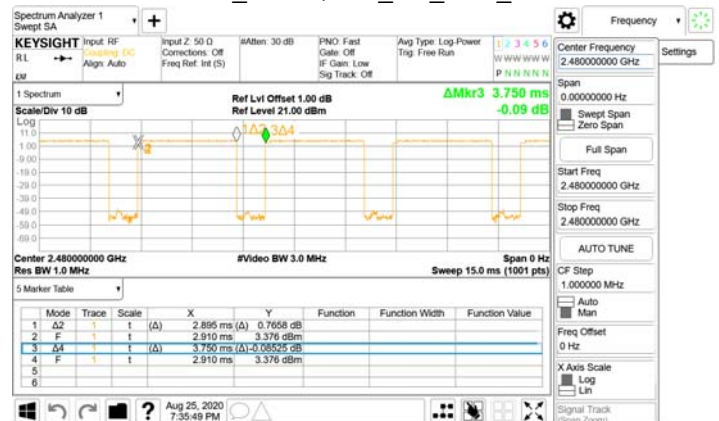 Spectrum Analyzer 1
Swept SA
KEYSIGHT
RL
Input: RF
Coupling: DC
Align: Auto
Input Z: 50 Ω
Corrections: Off
Freq Ref: Int (S)
#Atten: 30 dB
PNO: Fast
Gate: Off
IF Gain: Low
Sig Track: Off
Avg Type: Log-Power
Trig: Free Run
1 2 3 4 5 6
W W W W W W
P N N N N N
1 Spectrum
Scale/Div 10 dB
Ref Lvl Offset 1.00 dB
Ref Level 21.00 dBm
ΔMkr3 3.750 ms
-0.09 dB
Log
11.0
1.00
-9.00
-19.0
-29.0
-39.0
-49.0
-59.0
-69.0
X2
1Δ2 3Δ4
Center 2.480000000 GHz
#Video BW 3.0 MHz
Span 0 Hz
Res BW 1.0 MHz
Sweep 15.0 ms (1001 pts)
5 Marker Table
Mode Trace Scale X Y Function Function Width Function Value
1 Δ2 1 t (Δ) 2.895 ms (Δ) 0.7658 dB
2 F 1 t 2.910 ms 3.376 dBm
3 Δ4 1 t (Δ) 3.750 ms (Δ) -0.08525 dB
4 F 1 t 2.910 ms 3.376 dBm
5
6
Aug 25, 2020
7:35:49 PM
Frequency
Settings
Center Frequency
2.480000000 GHz
Span
0.00000000 Hz
Swept Span
Zero Span
Full Span
Start Freq
2.480000000 GHz
Stop Freq
2.480000000 GHz
AUTO TUNE
CF Step
1.000000 MHz
Auto
Man
Freq Offset
0 Hz
X Axis Scale
Log
Lin
Signal Track
(Span Zoom)